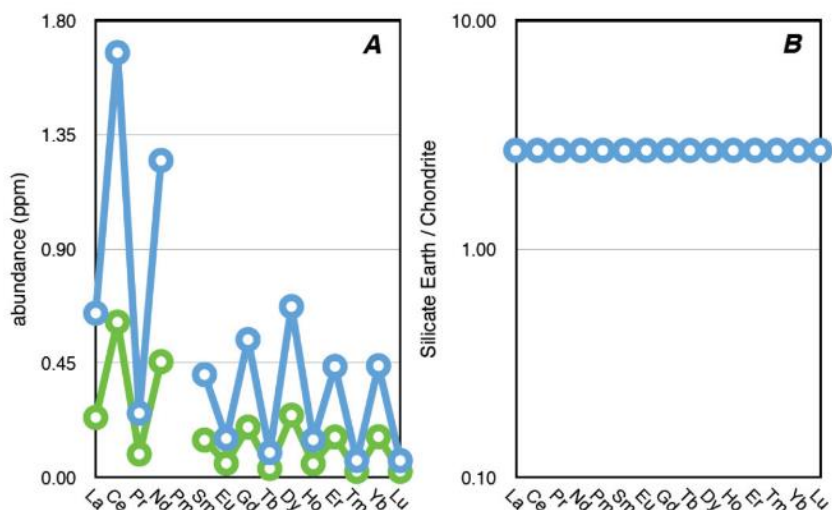 A
B
abundance (ppm)
1.80
1.35
0.90
0.45
0.00
La Ce Pr Nd Pm Sm Eu Gd Tb Dy Ho Er Tm Yb Lu
Silicate Earth / Chondrite
10.00
1.00
0.10
La Ce Pr Nd Pm Sm Eu Gd Tb Dy Ho Er Tm Yb Lu